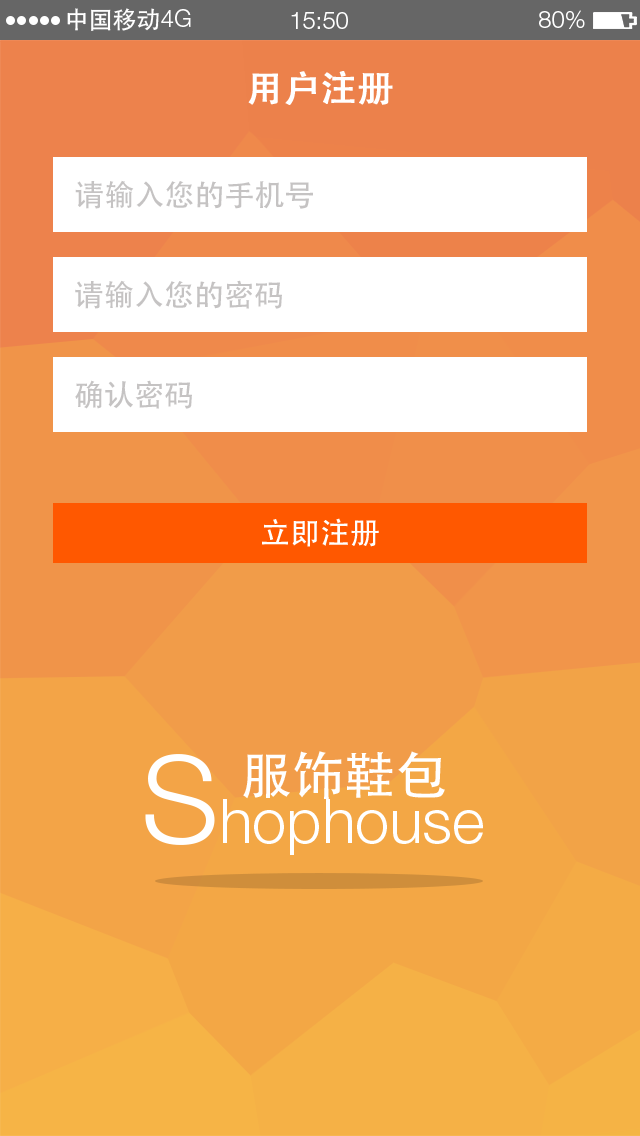 中国移动4G 15:50 80%
用户注册
请输入您的手机号
请输入您的密码
确认密码
立即注册
服饰鞋包
Shophouse